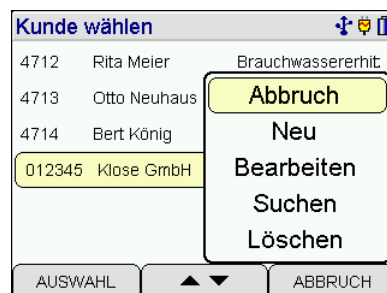 Kunde wählen
4712 Rita Meier Brauchwassererhit
4713 Otto Neuhaus
4714 Bert König
012345 Klose GmbH
Abbruch
Neu
Bearbeiten
Suchen
Löschen
AUSWAHL ABBRUCH